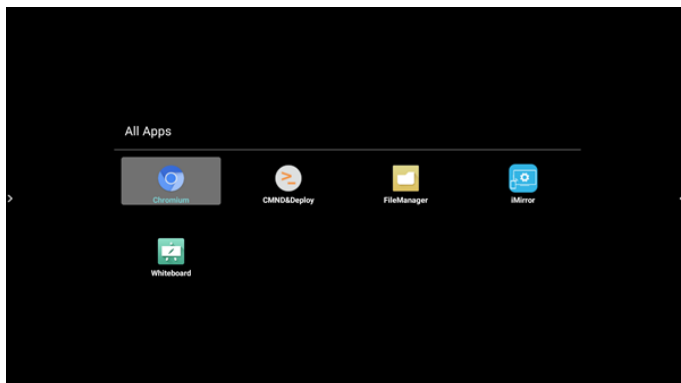 All Apps
Chromium
CMND&Deploy
FileManager
iMirror
Whiteboard